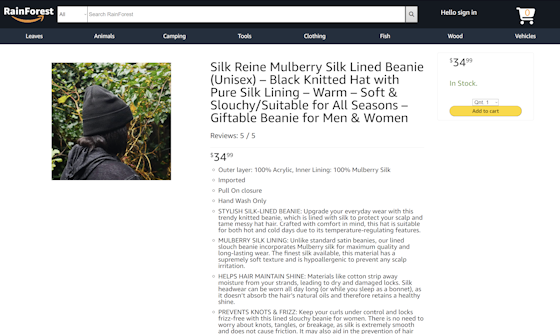 RainForest
All
Search RainForest
Hello sign in
0
Leaves
Animals
Camping
Tools
Clothing
Fish
Wood
Vehicles
Silk Reine Mulberry Silk Lined Beanie
(Unisex) – Black Knitted Hat with
Pure Silk Lining – Warm – Soft &
Slouchy/Suitable for All Seasons –
Giftable Beanie for Men & Women
Reviews: 5 / 5
$34 99
Outer layer: 100% Acrylic, Inner Lining: 100% Mulberry Silk
Imported
Pull On closure
Hand Wash Only
STYLISH SILK-LINED BEANIE: Upgrade your everyday wear with this
trendy knitted beanie, which is lined with silk to protect your scalp and
tame messy hat hair. Crafted with comfort in mind, this hat is suitable
for both hot and cold days due to its temperature-regulating features.
MULBERRY SILK LINING: Unlike standard satin beanies, our lined
slouch beanie incorporates Mulberry silk for maximum quality and
long-lasting wear. The finest silk available, this material has a
supremely soft texture and is hypoallergenic to prevent any scalp
irritation.
HELPS HAIR MAINTAIN SHINE: Materials like cotton strip away
moisture from your strands, leading to dry and damaged locks. Silk
headwear can be worn all day long (or while you sleep as a bonnet), as
it doesn't absorb the hair's natural oils and therefore retains a healthy
shine.
PREVENTS KNOTS & FRIZZ: Keep your curls under control and locks
frizz-free with this lined slouchy beanie for women. There is no need to
worry about knots, tangles, or breakage, as silk is extremely smooth
and does not cause friction. It may also aid in the prevention of hair
$34 99
In Stock.
Qnt: 1
Add to cart